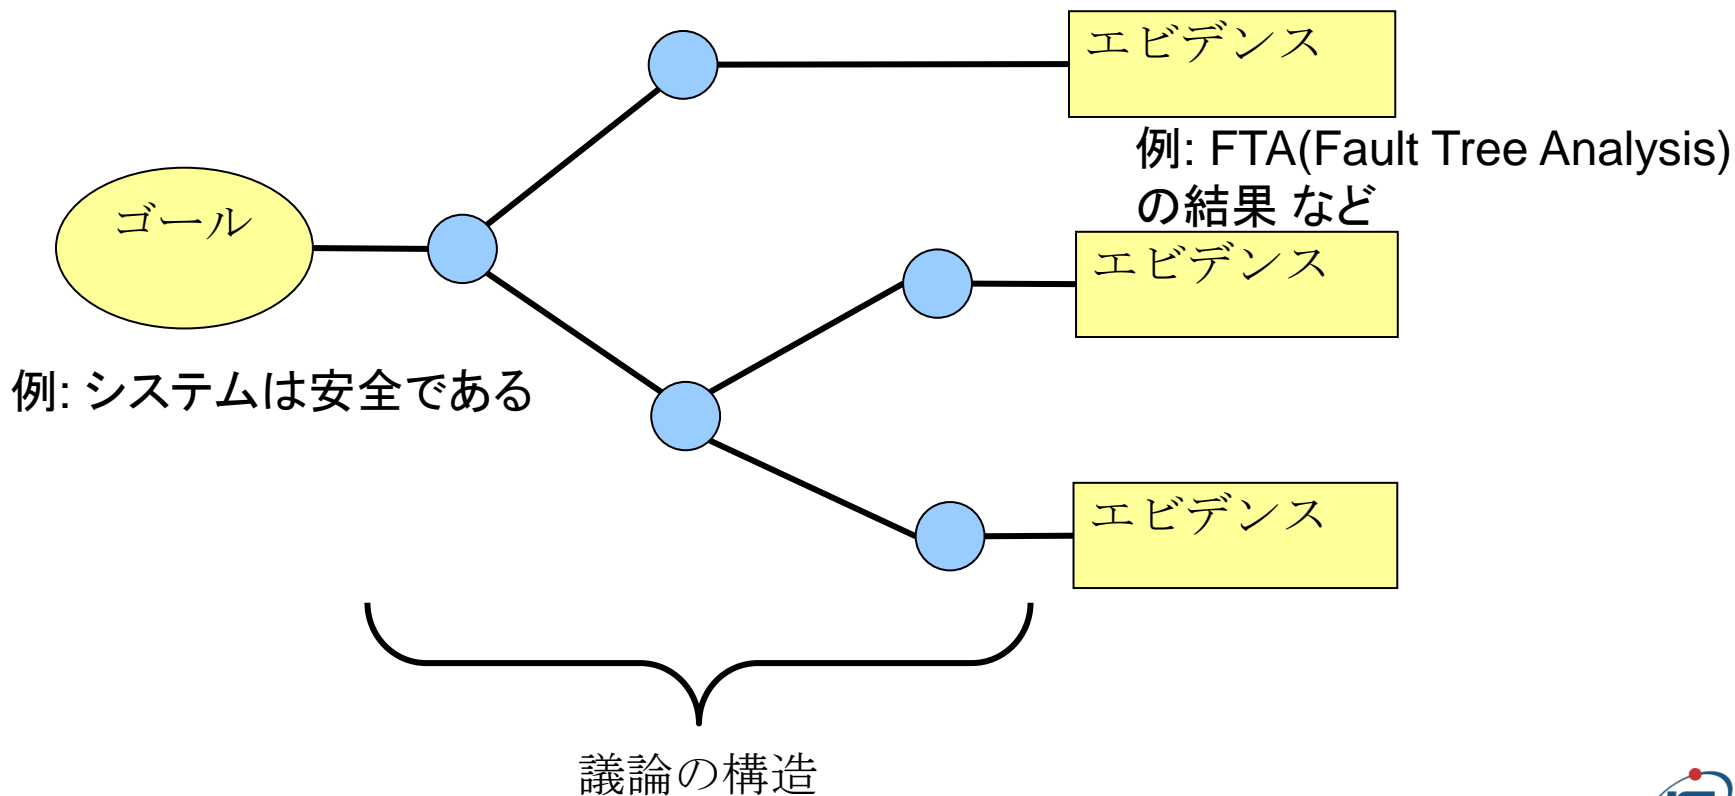 エビデンス
例: FTA(Fault Tree Analysis)
の結果 など
ゴール
エビデンス
例: システムは安全である
エビデンス
議論の構造